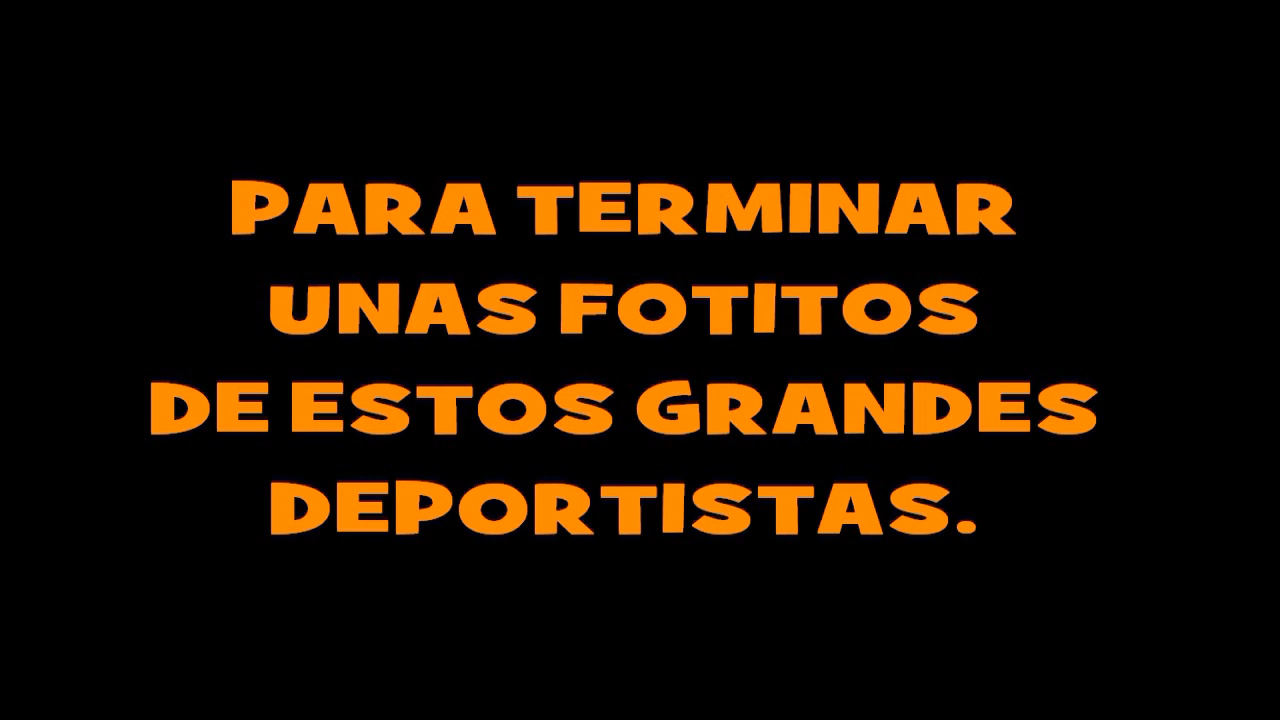 PARA TERMINAR
UNAS FOTITOS
DE ESTOS GRANDES
DEPORTISTAS.